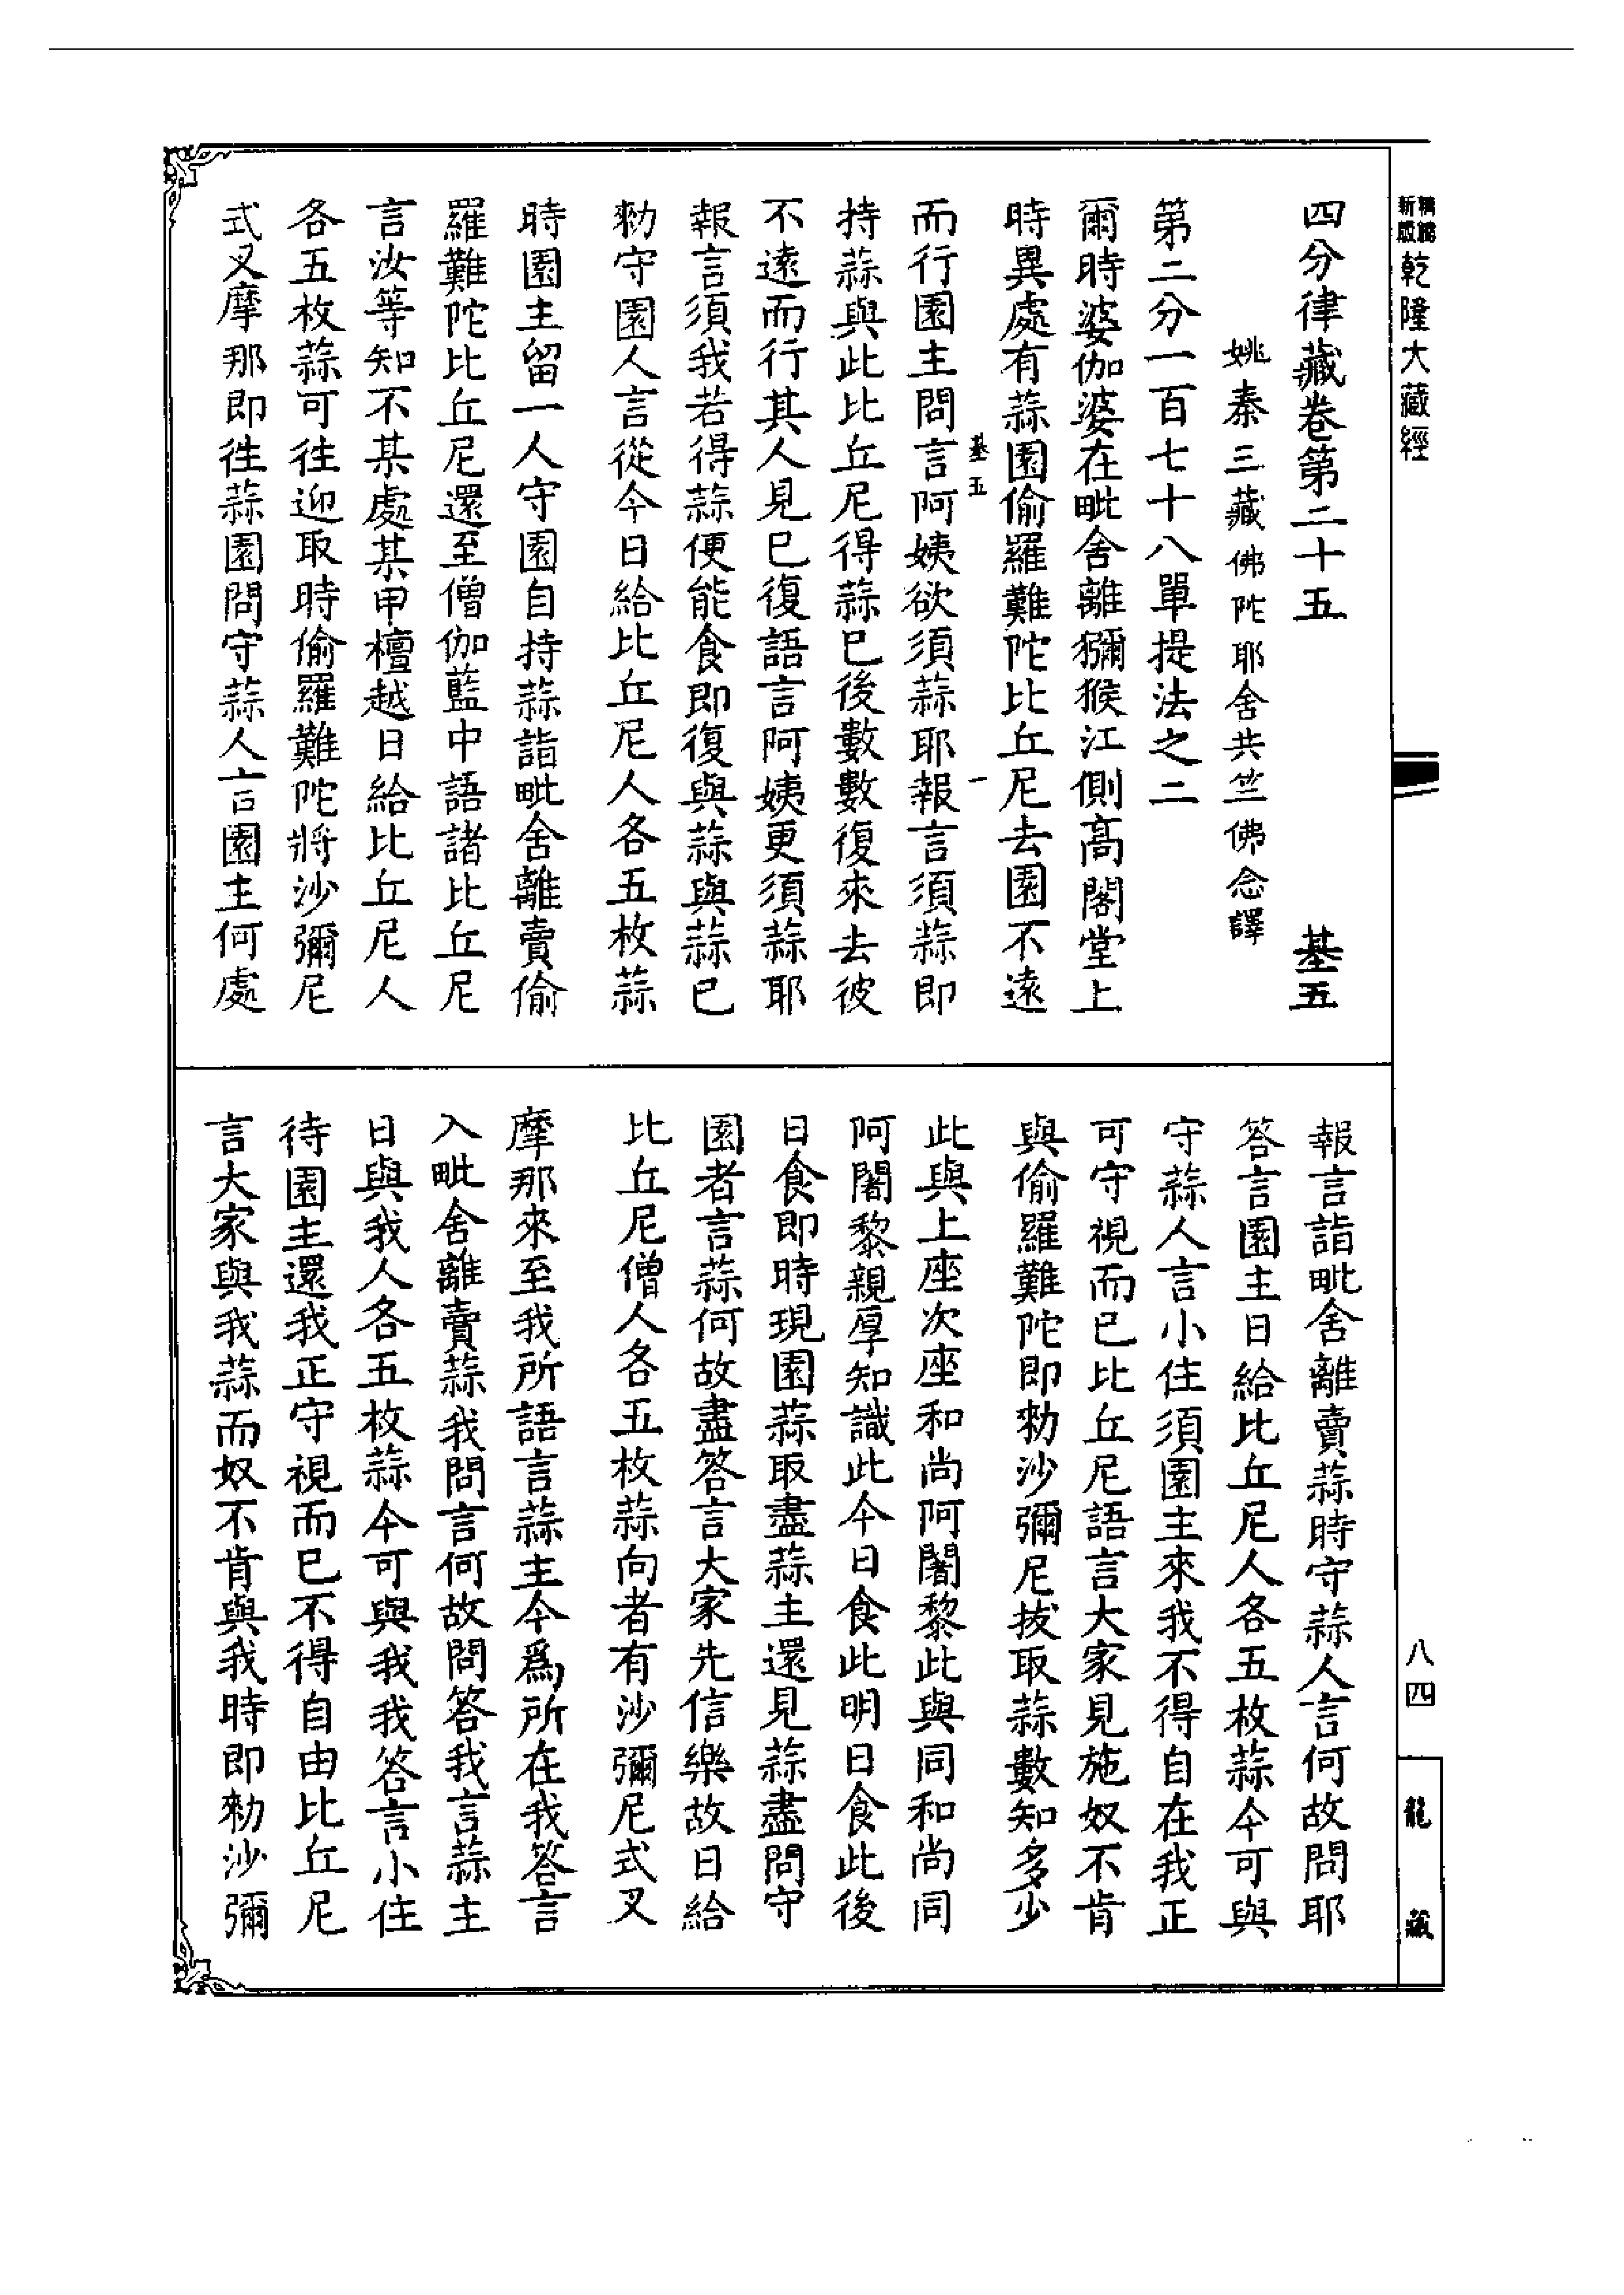 新版
精縮
乾隆大藏經
四分律藏卷第二十五　基五
姚秦三藏佛陀耶舍共竺佛念譯
第二分一百七十八單提法之二
爾時婆伽婆在毗舍離獼猴江側高閣堂上
時異處有蒜園偷羅難陀比丘尼去園不遠
基五　一
而行園主問言阿姨欲須蒜耶報言須蒜即
持蒜與此比丘尼得蒜已後數數復來去彼
不遠而行其人見已復語言阿姨更須蒜耶
報言須我若得蒜便能食即復與蒜與蒜已
勑守園人言從今日給比丘尼人各五枚蒜
時園主留一人守園自持蒜詣毗舍離賣偷
羅難陀比丘尼還至僧伽藍中語諸比丘尼
言汝等知不某處某甲檀越日給比丘尼人
各五枚蒜可往迎取時偷羅難陀將沙彌尼
式叉摩那即往蒜園問守蒜人言園主何處
報言詣毗舍離賣蒜時守蒜人言何故問耶
答言園主日給比丘尼人各五枚蒜今可與
守蒜人言小住須園主來我不得自在我正
可守視而已比丘尼語言大家見施奴不肯
與偷羅難陀即勑沙彌尼拔取蒜數知多少
此與上座次座和尚阿闍黎此與同和尚同
阿闍黎親厚知識此今日食此明日食此後
日食即時現園蒜取盡蒜主還見蒜盡問守
園者言蒜何故盡答言大家先信樂故日給
比丘尼僧人各五枚蒜向者有沙彌尼式叉
摩那來至我所語言蒜主今爲所在我答言
入毗舍離賣蒜我問言何故問答我言蒜主
日與我人各五枚蒜今可與我我答言小住
待園主還我正守視而已不得自由比丘尼
言大家與我蒜而奴不肯與我時即勑沙彌
八四
龍藏